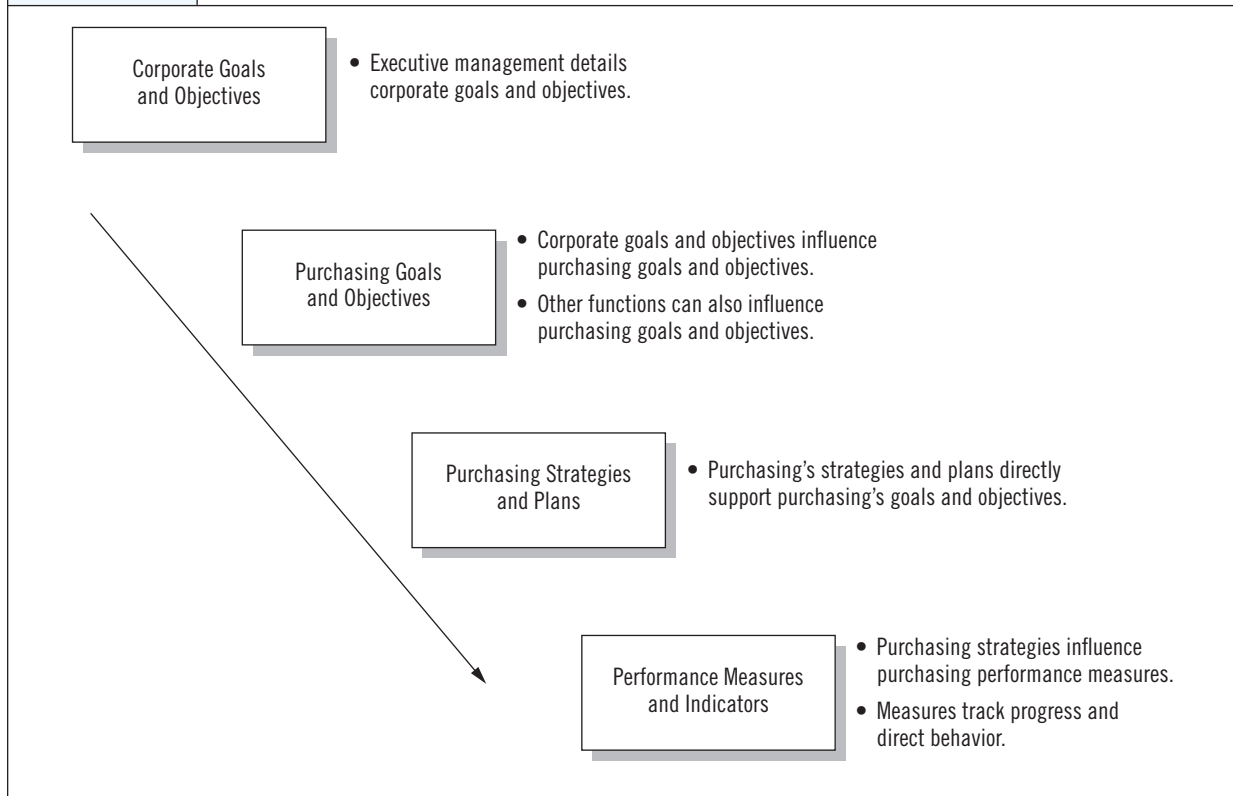 Corporate Goals
and Objectives
• Executive management details
corporate goals and objectives.
Purchasing Goals
and Objectives
• Corporate goals and objectives influence
purchasing goals and objectives.
• Other functions can also influence
purchasing goals and objectives.
Purchasing Strategies
and Plans
• Purchasing’s strategies and plans directly
support purchasing’s goals and objectives.
Performance Measures
and Indicators
• Purchasing strategies influence
purchasing performance measures.
• Measures track progress and
direct behavior.